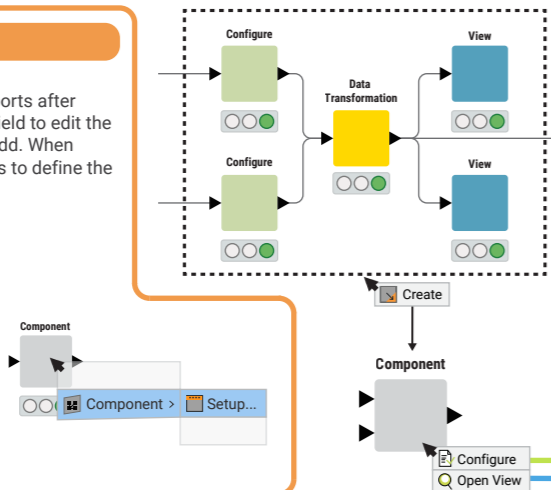 orts after
ield to edit the
dd. When
s to define the
Component
Component >
Setup...
Configure
View
Data
Transformation
Configure
View
Create
Component
Configure
Open View